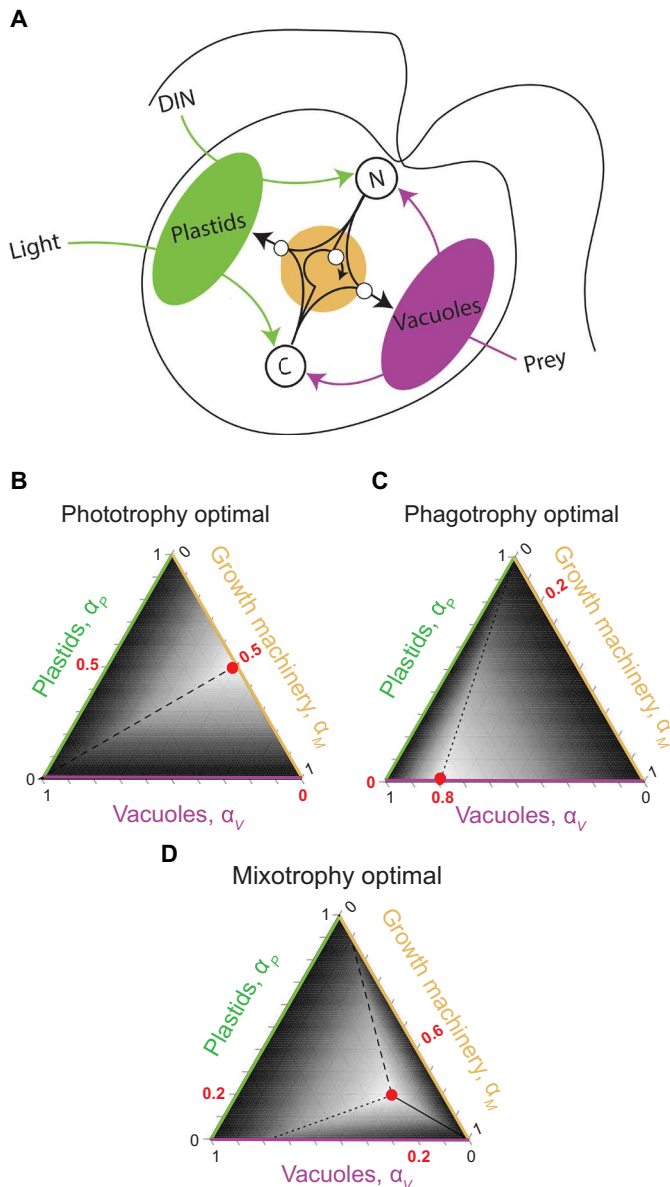 A
DIN
N
Plastids
Light
Vacuoles
C
Prey
B
Phototrophy optimal
1
0
Plastids, αP
Growth machinery, αM
0.5
0.5
0
1
1
0
Vacuoles, αV
C
Phagotrophy optimal
1
0
Plastids, αP
Growth machinery, αM
0.2
0
1
1
0.8
0
Vacuoles, αV
D
Mixotrophy optimal
1
0
Plastids, αP
Growth machinery, αM
0.6
0.2
0
1
1
0.2
0
Vacuoles, αV